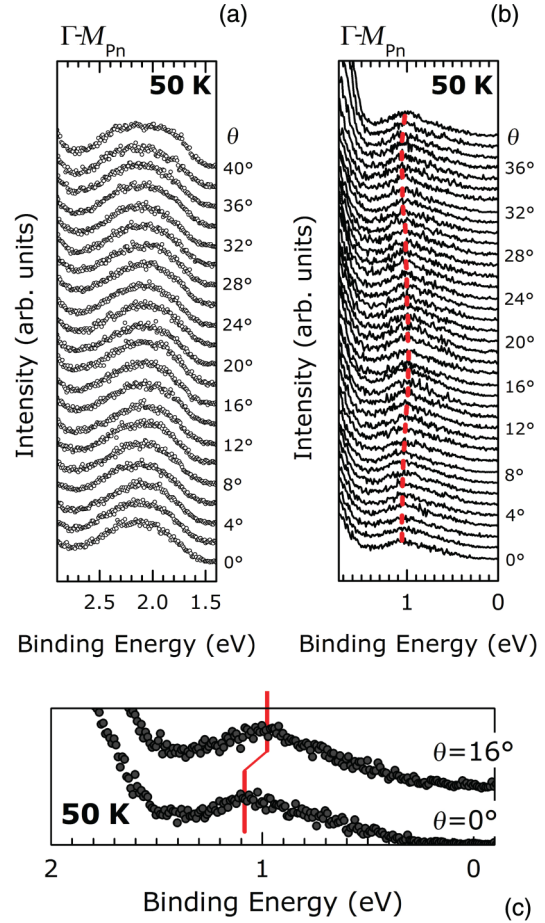 (a)
Γ-M_Pn
50 K
θ
40°
36°
32°
28°
24°
20°
16°
12°
8°
4°
0°
Intensity (arb. units)
2.5 2.0 1.5
Binding Energy (eV)
(b)
Γ-M_Pn
50 K
θ
36°
32°
28°
24°
20°
16°
12°
8°
4°
0°
Intensity (arb. units)
1 0
Binding Energy (eV)
θ=16°
50 K
θ=0°
2 1 0
Binding Energy (eV)
(c)